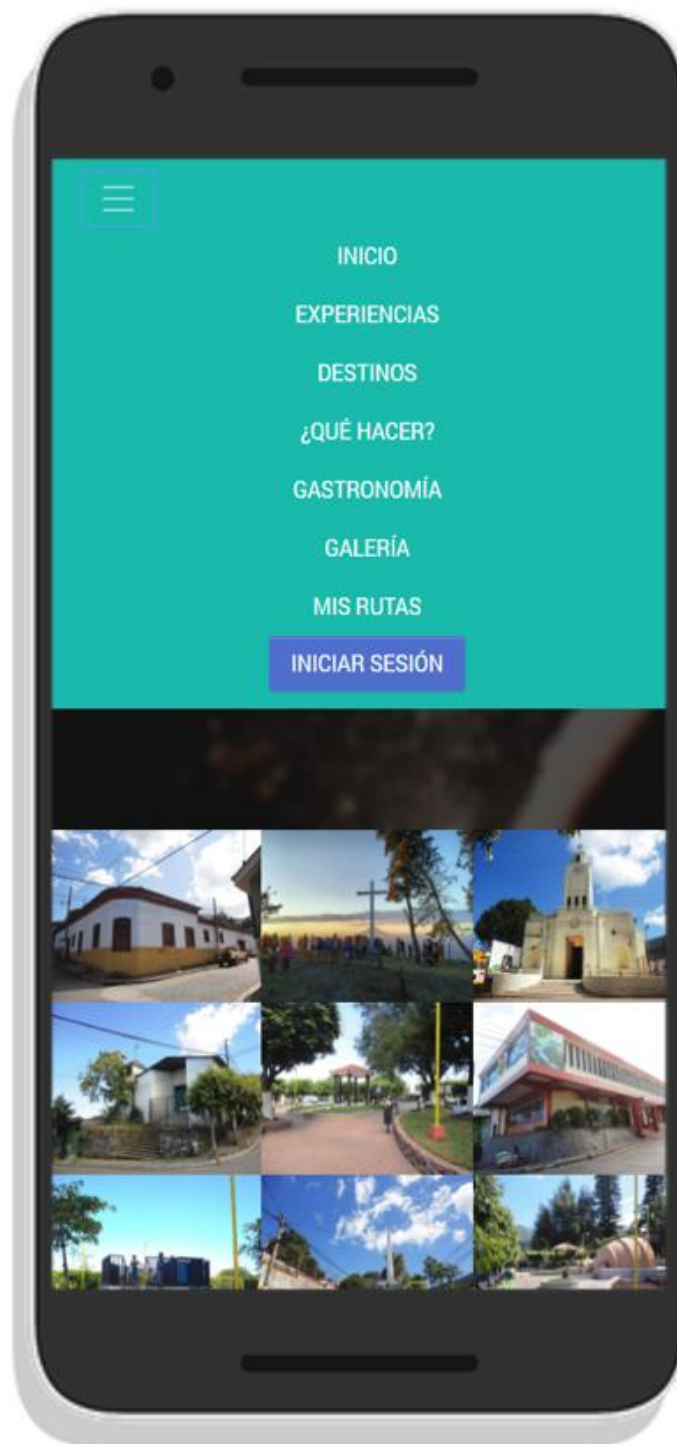 INICIO
EXPERIENCIAS
DESTINOS
¿QUÉ HACER?
GASTRONOMÍA
GALERÍA
MIS RUTAS
INICIAR SESIÓN